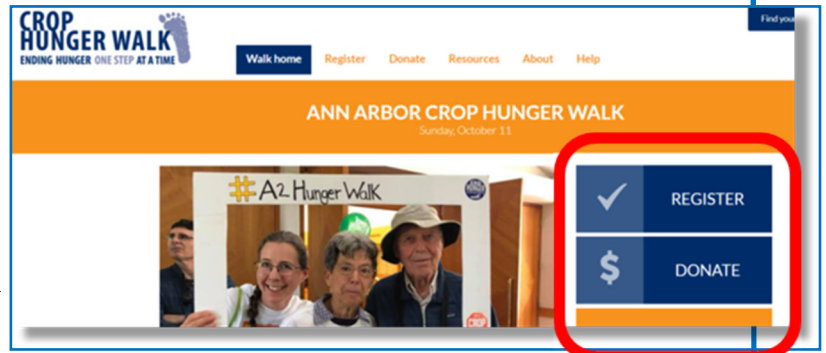 CROP
HUNGER WALK
ENDING HUNGER ONE STEP AT A TIME
Find your
Walk home Register Donate Resources About Help
ANN ARBOR CROP HUNGER WALK
Sunday, October 11
#A2 Hunger Walk
REGISTER
$ DONATE